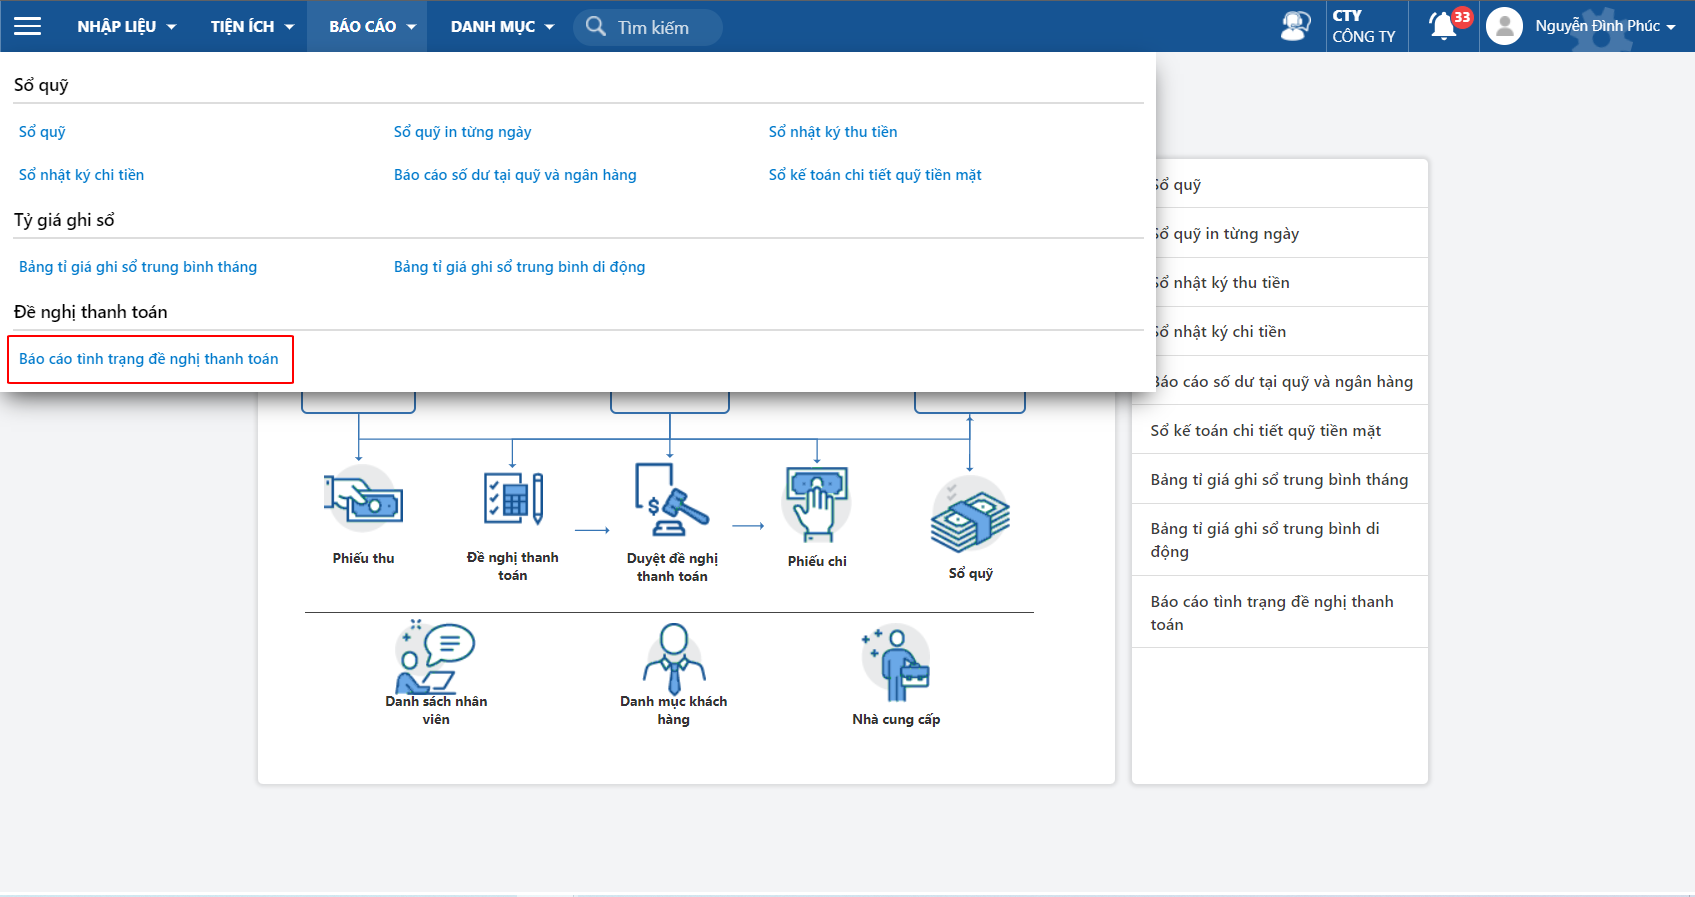 NHẬP LIỆU TIỆN ÍCH BÁO CÁO DANH MỤC Tìm kiếm
CTY
CÔNG TY
33
Nguyễn Đình Phúc
Sổ quỹ
Sổ quỹ Sổ quỹ in từng ngày Sổ nhật ký thu tiền
Sổ nhật ký chi tiền Báo cáo số dư tại quỹ và ngân hàng Sổ kế toán chi tiết quỹ tiền mặt
Tỷ giá ghi sổ
Bảng tỉ giá ghi sổ trung bình tháng Bảng tỉ giá ghi sổ trung bình di động
Đề nghị thanh toán
Báo cáo tình trạng đề nghị thanh toán
Phiếu thu
Đề nghị thanh
toán
Duyệt đề nghị
thanh toán
Phiếu chi
Sổ quỹ
Danh sách nhân
viên
Danh mục khách
hàng
Nhà cung cấp
Sổ quỹ
Sổ quỹ in từng ngày
Sổ nhật ký thu tiền
Sổ nhật ký chi tiền
Báo cáo số dư tại quỹ và ngân hàng
Sổ kế toán chi tiết quỹ tiền mặt
Bảng tỉ giá ghi sổ trung bình tháng
Bảng tỉ giá ghi sổ trung bình di
động
Báo cáo tình trạng đề nghị thanh
toán